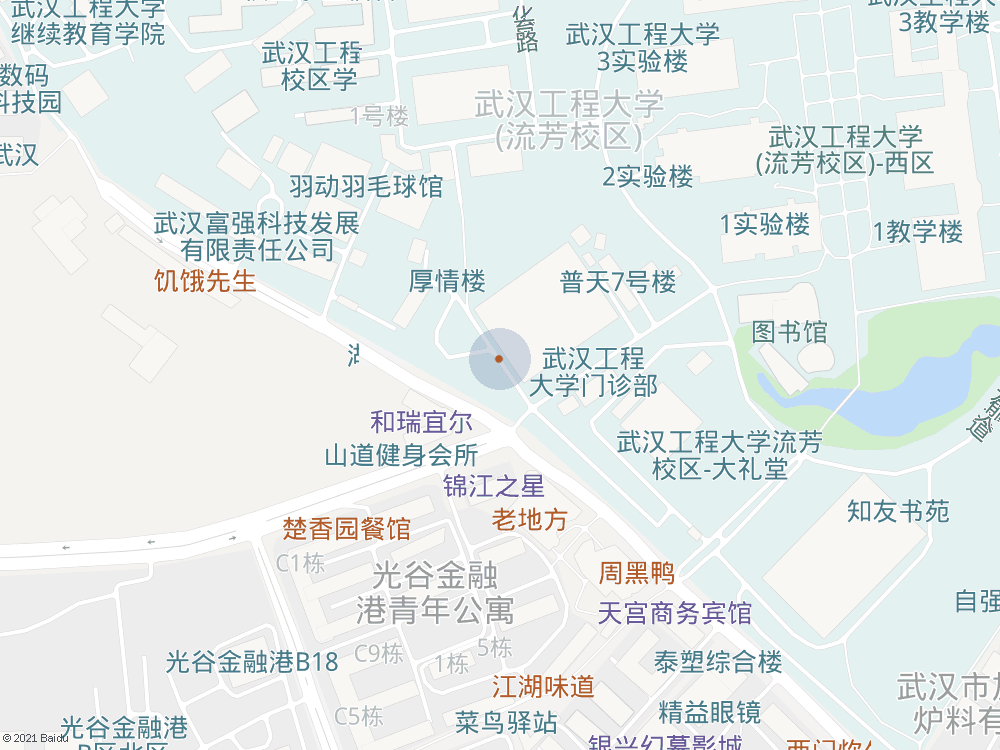 武汉工程大学
继续教育学院
武汉工程
校区学
武汉工程大学
3实验楼
3教学楼
数码
科技园
1号楼
武汉工程大学
(流芳校区)
武汉工程大学
(流芳校区)-西区
武汉
羽动羽毛球馆
2实验楼
武汉富强科技发展
有限责任公司
1实验楼
1教学楼
饥饿先生
厚情楼
普天7号楼
图书馆
武汉工程
大学门诊部
和瑞宜尔
山道健身会所
武汉工程大学流芳
校区-大礼堂
锦江之星
老地方
知友书苑
楚香园餐馆
C1栋
光谷金融
港青年公寓
周黑鸭
天宫商务宾馆
自强
5栋
C9栋
1栋
光谷金融港B18
泰塑综合楼
江湖味道
武汉市
炉料有
C5栋
菜鸟驿站
精益眼镜
光谷金融港
© 2021 Baidu